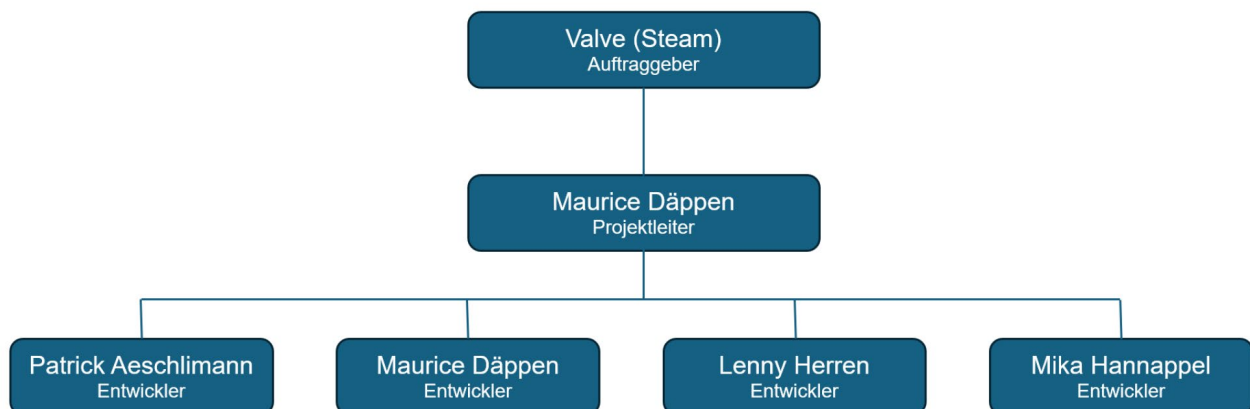 Valve (Steam)
Auftraggeber
Maurice Däppen
Projektleiter
Patrick Aeschlimann
Entwickler
Maurice Däppen
Entwickler
Lenny Herren
Entwickler
Mika Hannappel
Entwickler